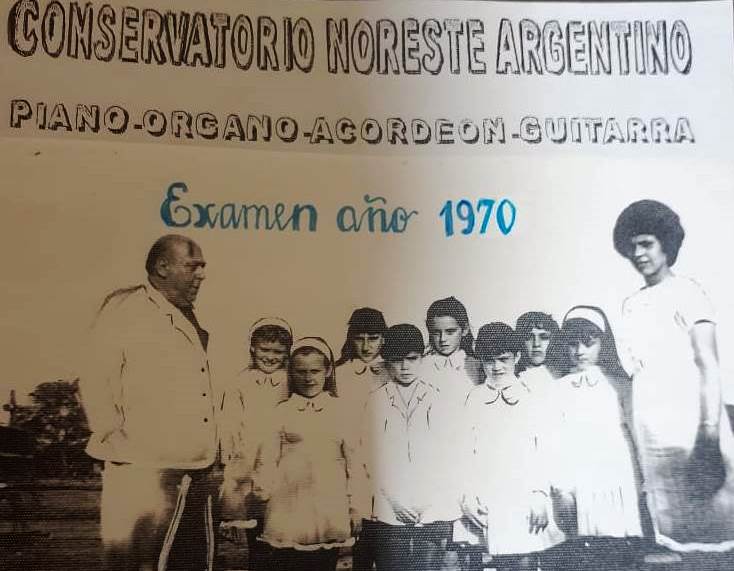 CONSERVATORIO NORESTE ARGENTINO
PIANO-ORGANO-ACORDEON-GUITARRA
Examen año 1970